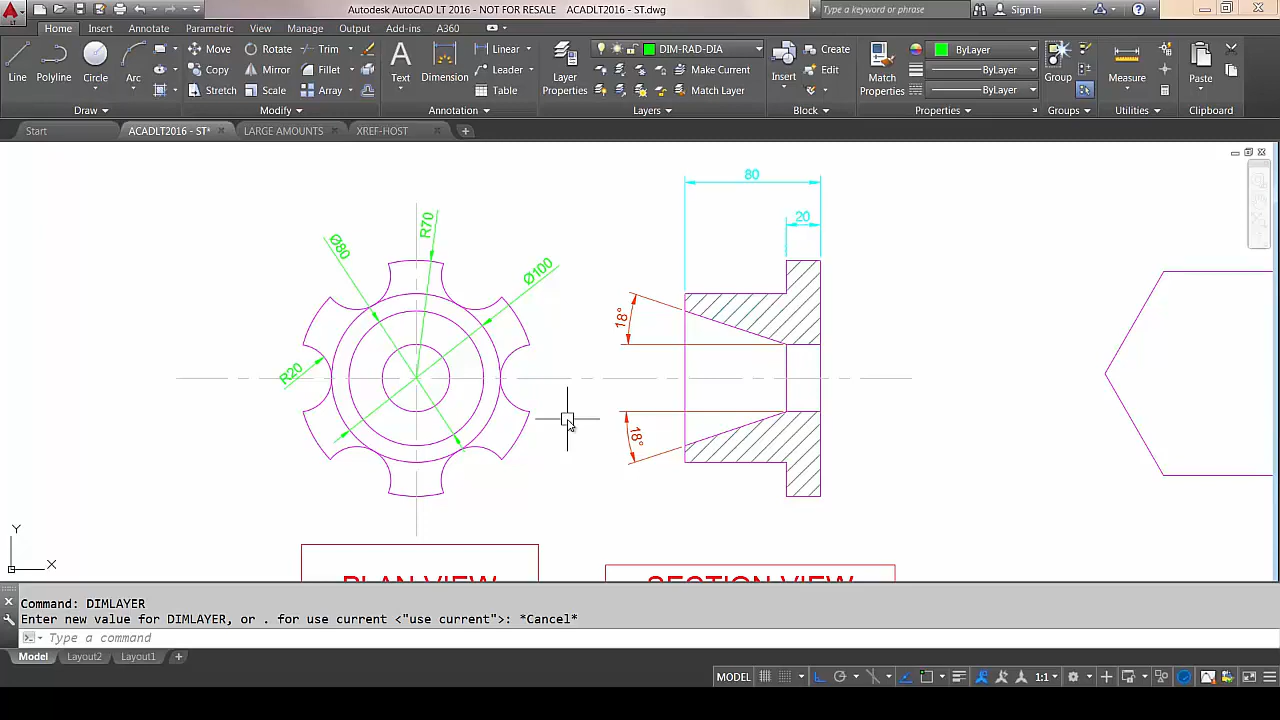 Autodesk AutoCAD LT 2016 - NOT FOR RESALE ACADLT2016 - ST.dwg
Type a keyword or phrase
Sign In
LT
Home Insert Annotate Parametric View Manage Output Add-ins A360
Line Polyline Circle Arc
Move Rotate Trim
Copy Mirror Fillet
Stretch Scale Array
Text Dimension
Linear
Leader
Table
Layer Properties
DIM-RAD-DIA
Make Current
Match Layer
Insert
Create
Edit
Match Properties
ByLayer
ByLayer
ByLayer
Group
Measure
Paste
Draw Modify Annotation Layers Block Properties Groups Utilities Clipboard
Start ACADLT2016 - ST* LARGE AMOUNTS XREF-HOST
80
20
R70
Ø80
Ø100
18°
R20
18°
Y
X
PLAN VIEW
SECTION VIEW
Command: DIMLAYER
Enter new value for DIMLAYER, or . for use current <"use current">: *Cancel*
Type a command
Model Layout2 Layout1
MODEL 1:1